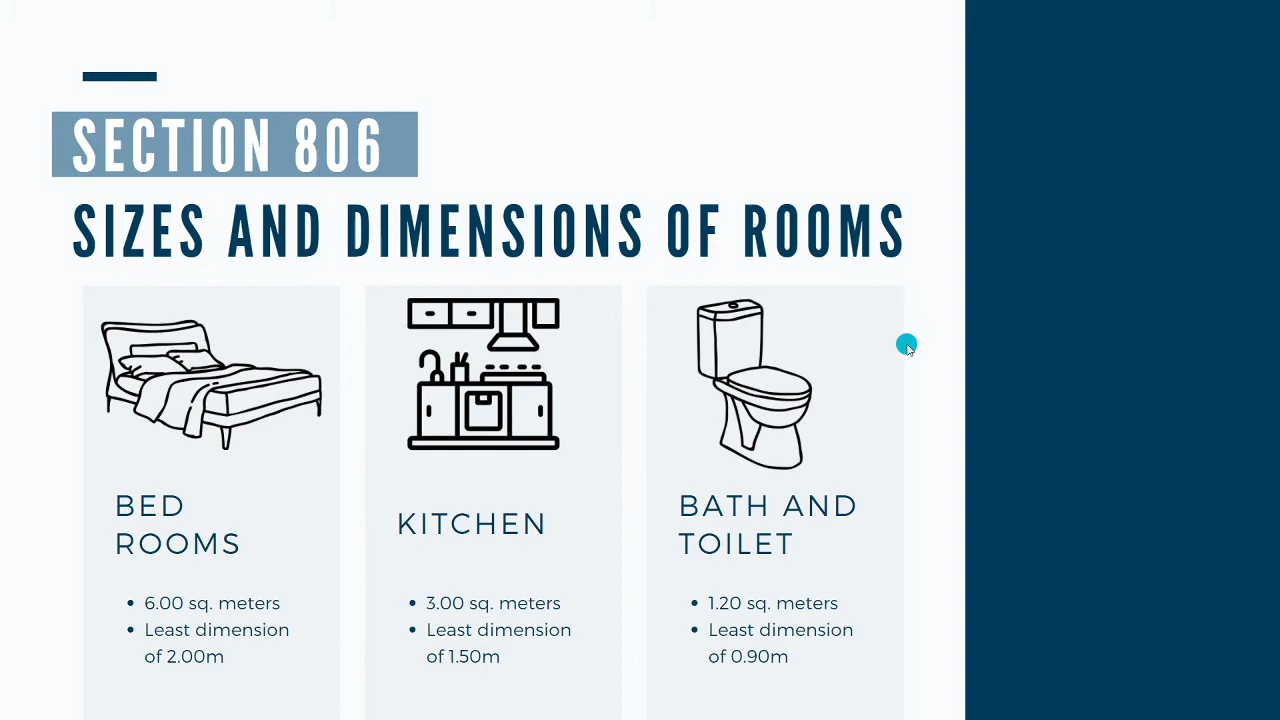 SECTION 806
SIZES AND DIMENSIONS OF ROOMS
BED
ROOMS
• 6.00 sq. meters
• Least dimension
of 2.00m
KITCHEN
• 3.00 sq. meters
• Least dimension
of 1.50m
BATH AND
TOILET
• 1.20 sq. meters
• Least dimension
of 0.90m